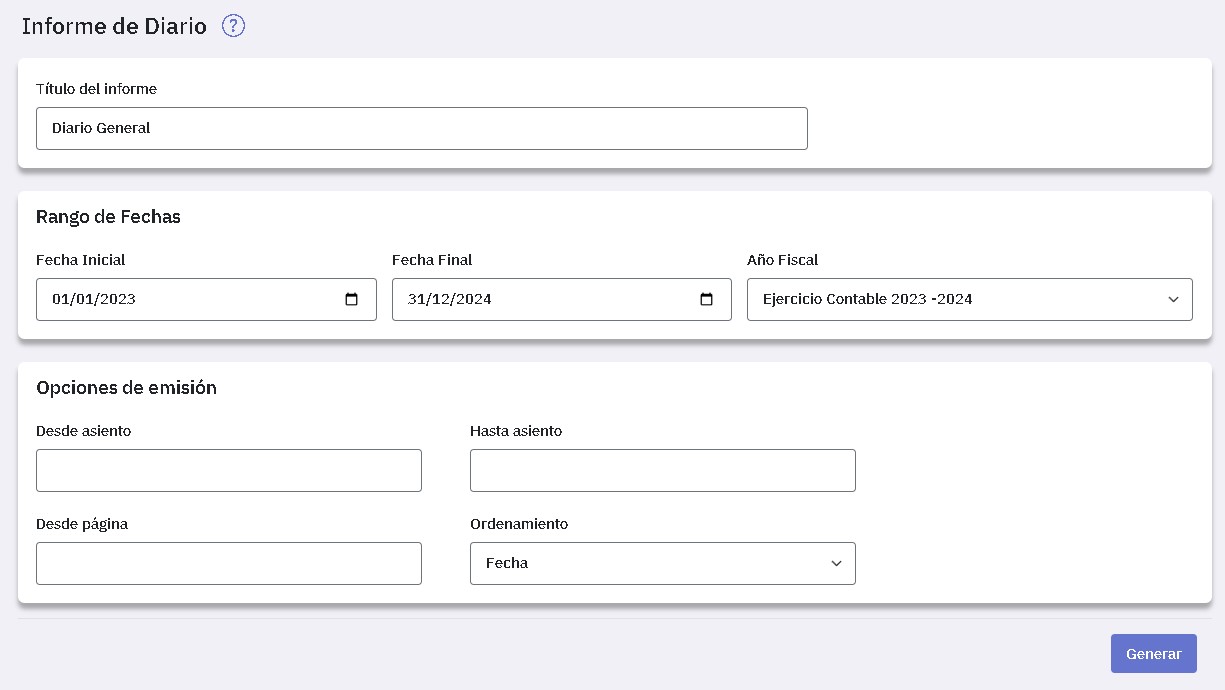 Informe de Diario ?
Título del informe
Diario General
Rango de Fechas
Fecha Inicial Fecha Final Año Fiscal
01/01/2023 31/12/2024 Ejercicio Contable 2023 -2024
Opciones de emisión
Desde asiento Hasta asiento
Desde página Ordenamiento
Fecha
Generar